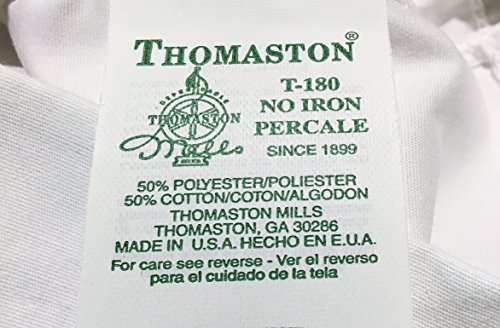 THOMASTON®
T-180
NO IRON
PERCALE
SINCE 1899
THOMASTON
Mills
50% POLYESTER/POLIESTER
50% COTTON/COTON/ALGODON
THOMASTON MILLS
THOMASTON, GA 30286
MADE IN U.S.A. HECHO EN E.U.A.
For care see reverse - Ver el reverso
para el cuidado de la tela